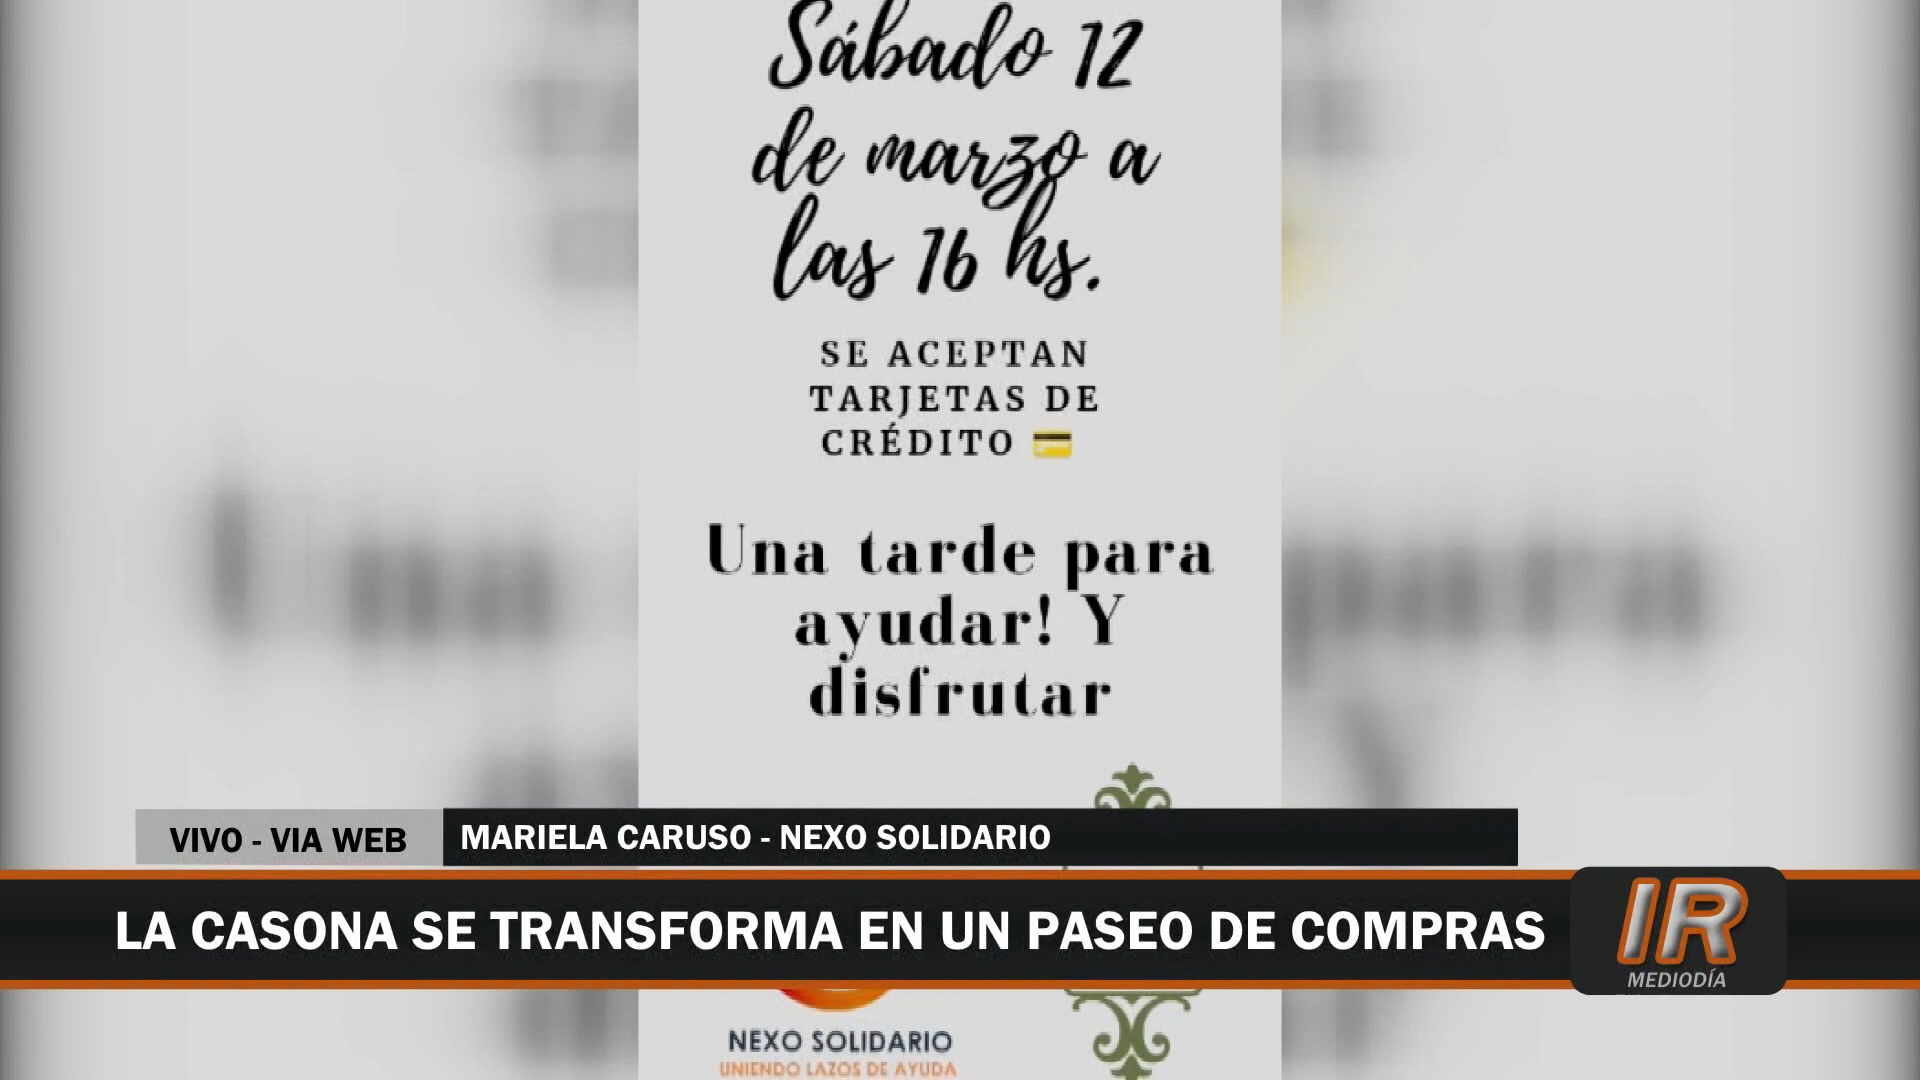 Sábado 12
de marzo a
las 16 hs.
SE ACEPTAN
TARJETAS DE
CRÉDITO 💳
Una tarde para
ayudar! Y
disfrutar
VIVO - VIA WEB
MARIELA CARUSO - NEXO SOLIDARIO
LA CASONA SE TRANSFORMA EN UN PASEO DE COMPRAS
IR
MEDIODÍA
NEXO SOLIDARIO
UNIENDO LAZOS DE AYUDA